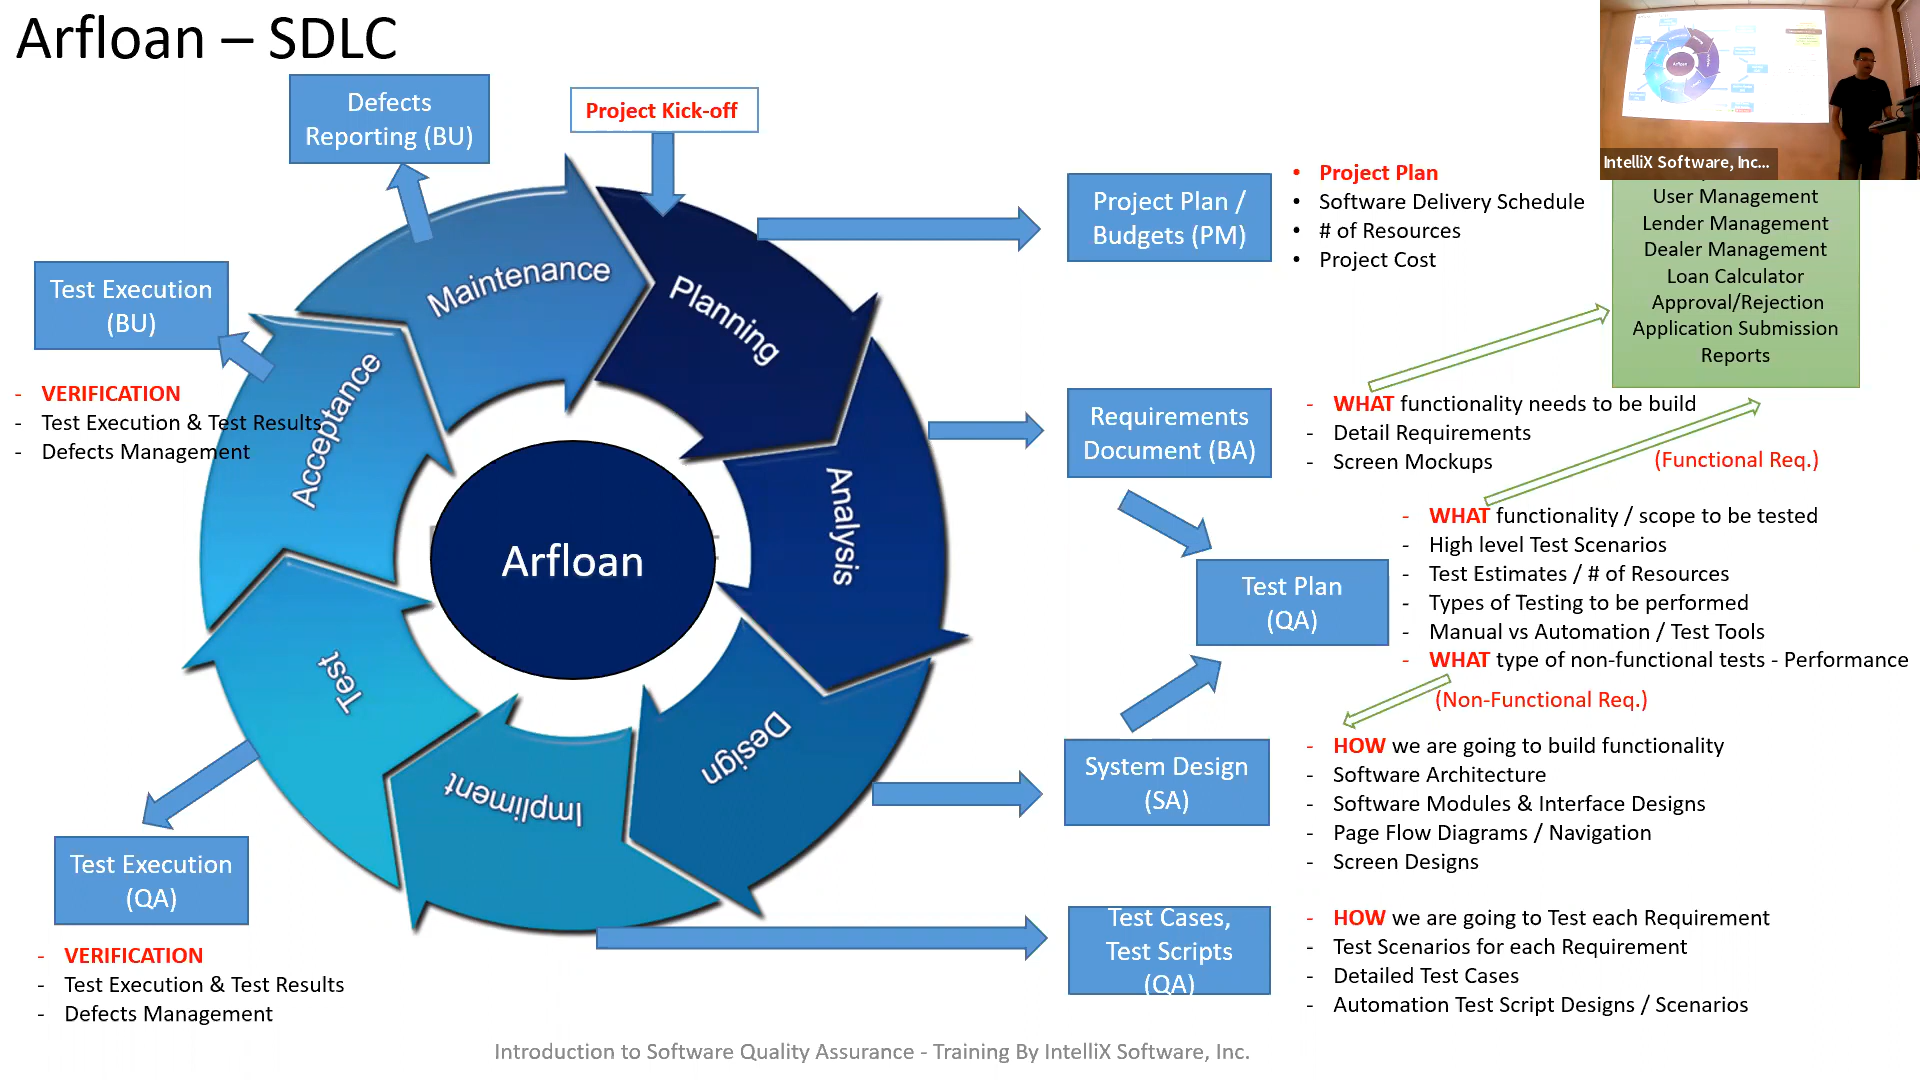 Arfloan – SDLC
Defects
Reporting (BU)
Project Kick-off
IntelliX Software, Inc...
Project Plan /
Budgets (PM)
• Project Plan
• Software Delivery Schedule
• # of Resources
• Project Cost
User Management
Lender Management
Dealer Management
Loan Calculator
Approval/Rejection
Application Submission
Reports
Test Execution
(BU)
- VERIFICATION
- Test Execution & Test Results
- Defects Management
Maintenance
Planning
Analysis
Design
Impliment
Test
Acceptance
Arfloan
Requirements
Document (BA)
- WHAT functionality needs to be build
- Detail Requirements
- Screen Mockups
(Functional Req.)
Test Plan
(QA)
- WHAT functionality / scope to be tested
- High level Test Scenarios
- Test Estimates / # of Resources
- Types of Testing to be performed
- Manual vs Automation / Test Tools
- WHAT type of non-functional tests - Performance
(Non-Functional Req.)
System Design
(SA)
- HOW we are going to build functionality
- Software Architecture
- Software Modules & Interface Designs
- Page Flow Diagrams / Navigation
- Screen Designs
Test Execution
(QA)
- VERIFICATION
- Test Execution & Test Results
- Defects Management
Test Cases,
Test Scripts
(QA)
- HOW we are going to Test each Requirement
- Test Scenarios for each Requirement
- Detailed Test Cases
- Automation Test Script Designs / Scenarios
Introduction to Software Quality Assurance - Training By IntelliX Software, Inc.